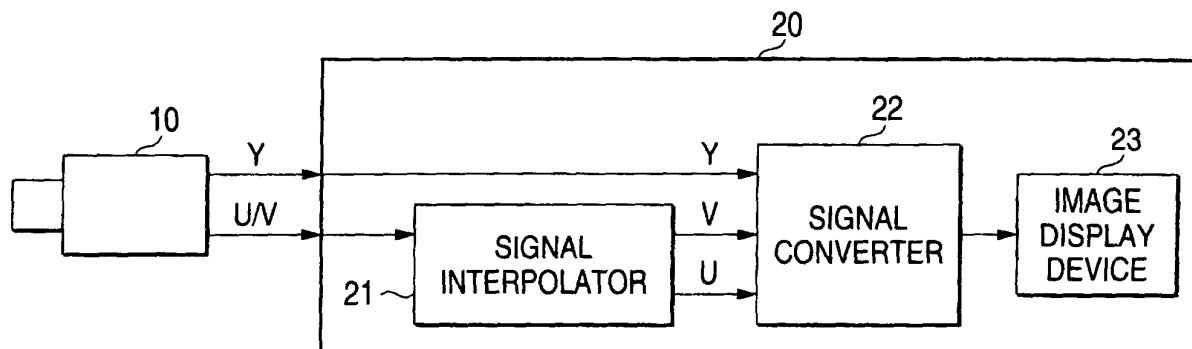 20
10
Y
U/V
Y
V
U
21
SIGNAL
INTERPOLATOR
22
SIGNAL
CONVERTER
23
IMAGE
DISPLAY
DEVICE